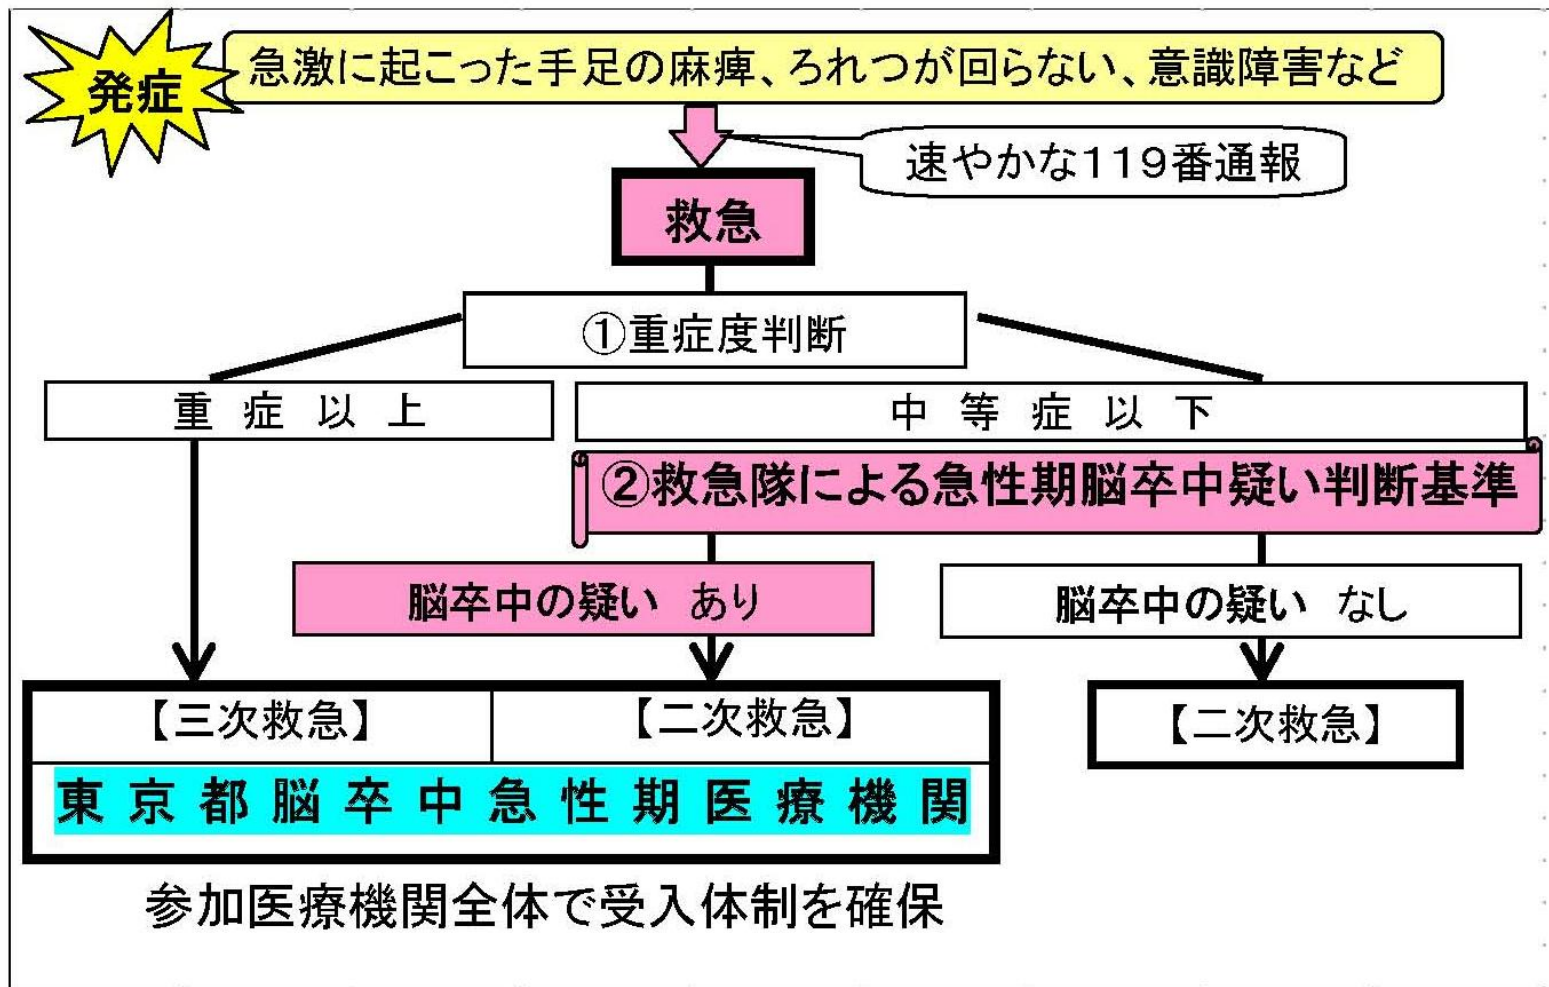 発症
急激に起こった手足の麻痺、ろれつが回らない、意識障害など
速やかな119番通報
救急
①重症度判断
重症以上
中等症以下
②救急隊による急性期脳卒中疑い判断基準
脳卒中の疑い あり
脳卒中の疑い なし
【三次救急】
【二次救急】
【二次救急】
東京都脳卒中急性期医療機関
参加医療機関全体で受入体制を確保